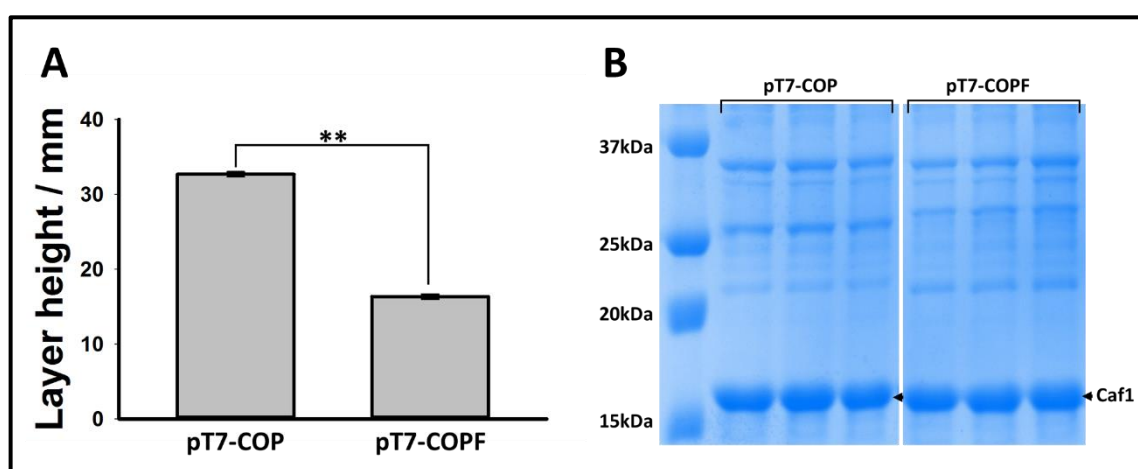 A
Layer height / mm
40
30
20
10
0
**
pT7-COP
pT7-COPF
B
pT7-COP
pT7-COPF
37kDa
25kDa
20kDa
15kDa
Caf1